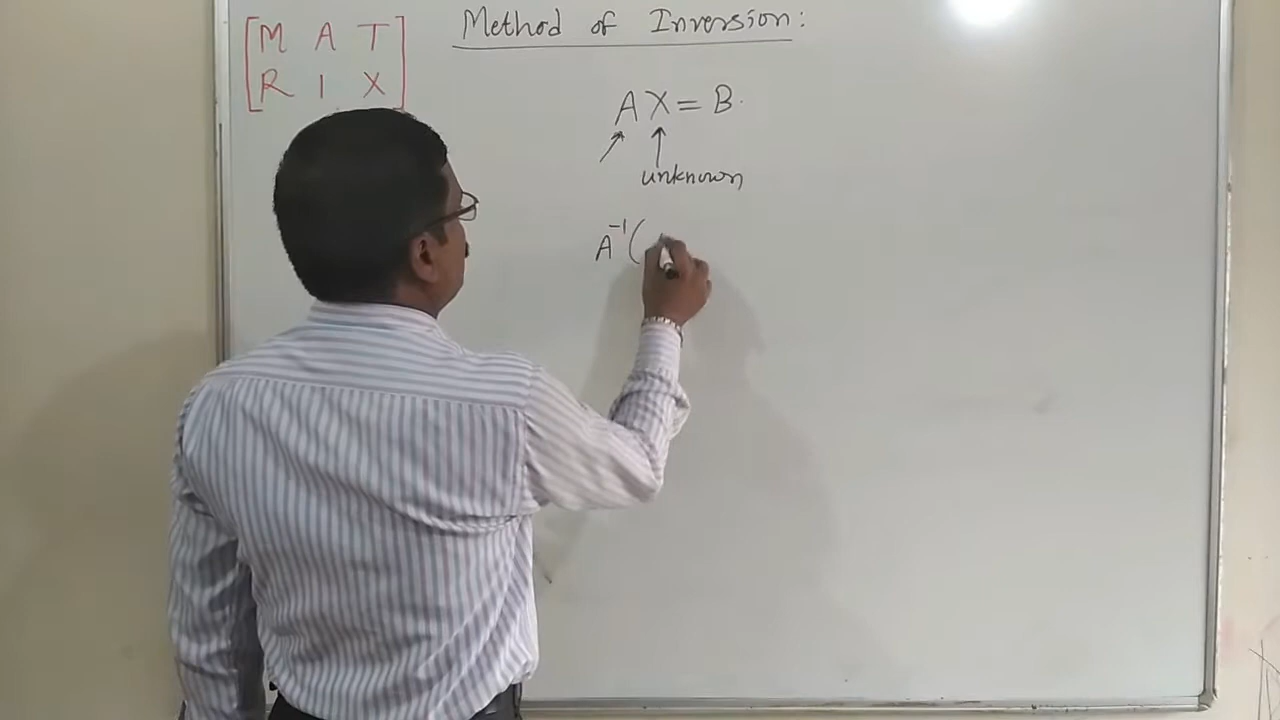 M A T
R I X
Method of Inversion:
AX = B.
unknown
A⁻¹(